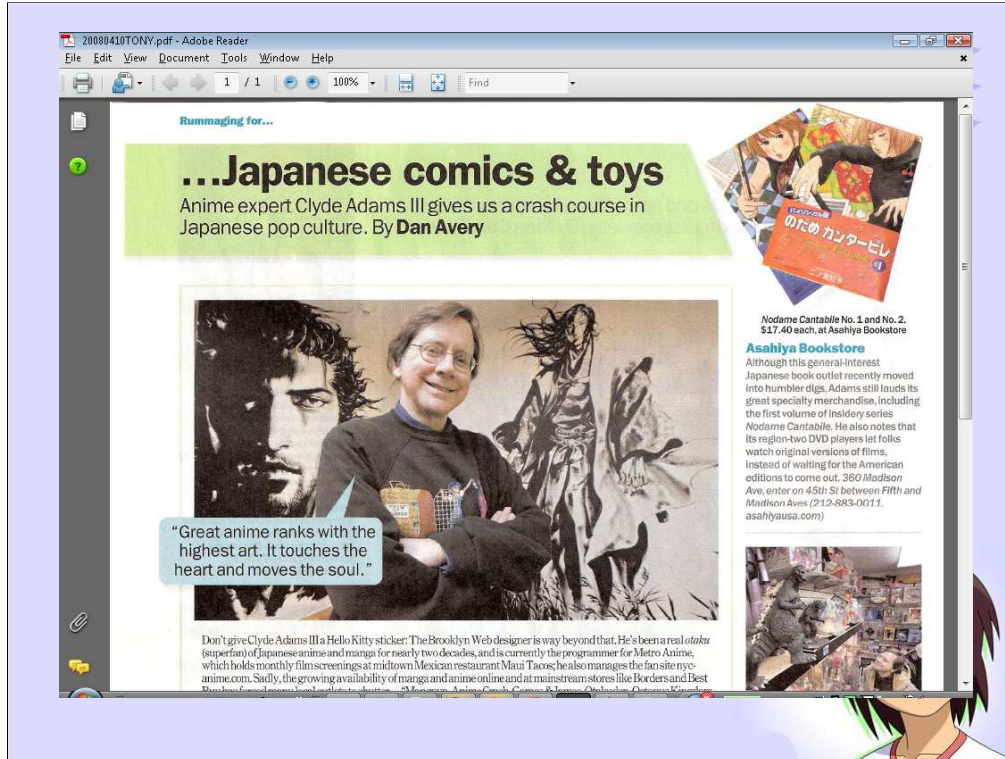 20080410TONY.pdf - Adobe Reader
File Edit View Document Tools Window Help
1 / 1 100% Find
Rummaging for...
...Japanese comics & toys
Anime expert Clyde Adams III gives us a crash course in
Japanese pop culture. By Dan Avery
のだめ カンタービレ
#1
Nodame Cantabile No. 1 and No. 2,
$17.40 each, at Asahiya Bookstore
Asahiya Bookstore
Although this general-interest
Japanese book outlet recently moved
into humbler digs, Adams still lauds its
great specialty merchandise, including
the first volume of insidery series
Nodame Cantabile. He also notes that
its region-two DVD players let folks
watch original versions of films,
instead of waiting for the American
editions to come out. 360 Madison
Ave, enter on 45th St between Fifth and
Madison Aves (212-883-0011,
asahiyausa.com)
“Great anime ranks with the
highest art. It touches the
heart and moves the soul.”
Don’t give Clyde Adams III a Hello Kitty sticker: The Brooklyn Web designer is way beyond that. He’s been a real otaku
(superfan) of Japanese anime and manga for nearly two decades, and is currently the programmer for Metro Anime,
which holds monthly film screenings at midtown Mexican restaurant Maui Tacos; he also manages the fan site nyc-
anime.com. Sadly, the growing availability of manga and anime online and at mainstream stores like Borders and Best